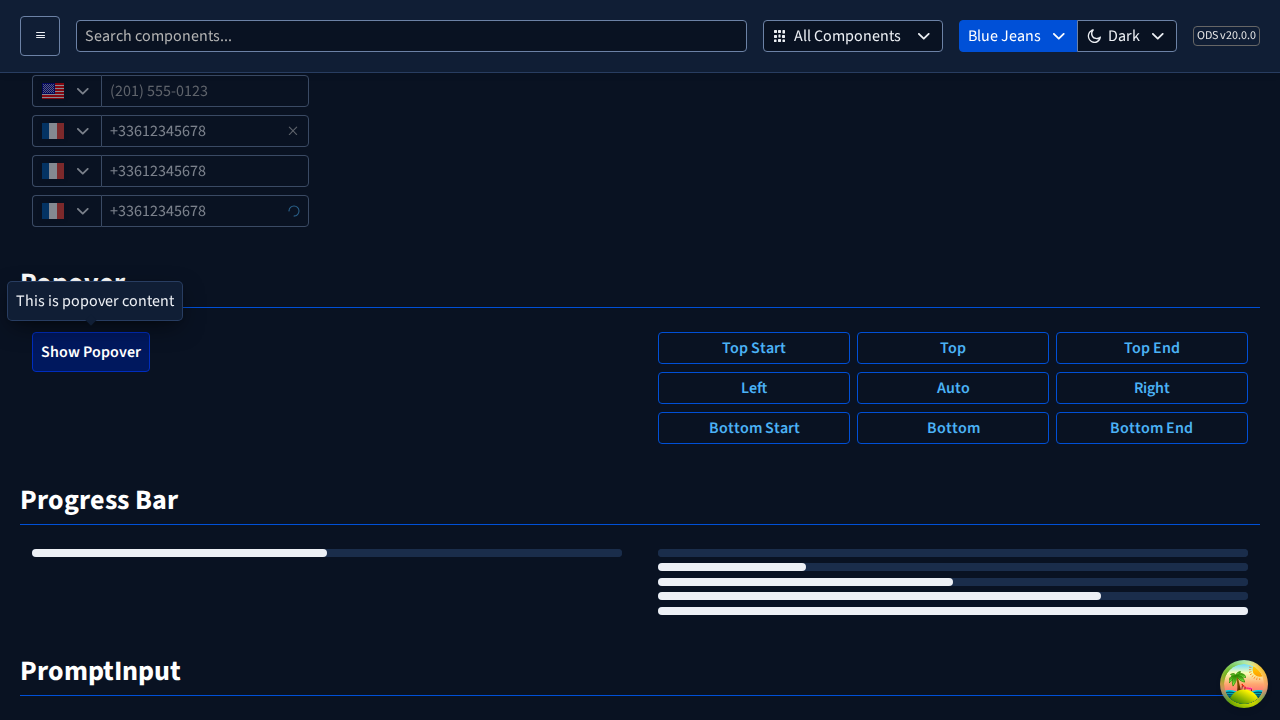 Search components...
All Components
Blue Jeans
Dark
ODS v20.0.0
(201) 555-0123
+33612345678
+33612345678
+33612345678
Popover
This is popover content
Show Popover
Top Start
Top
Top End
Left
Auto
Right
Bottom Start
Bottom
Bottom End
Progress Bar
PromptInput